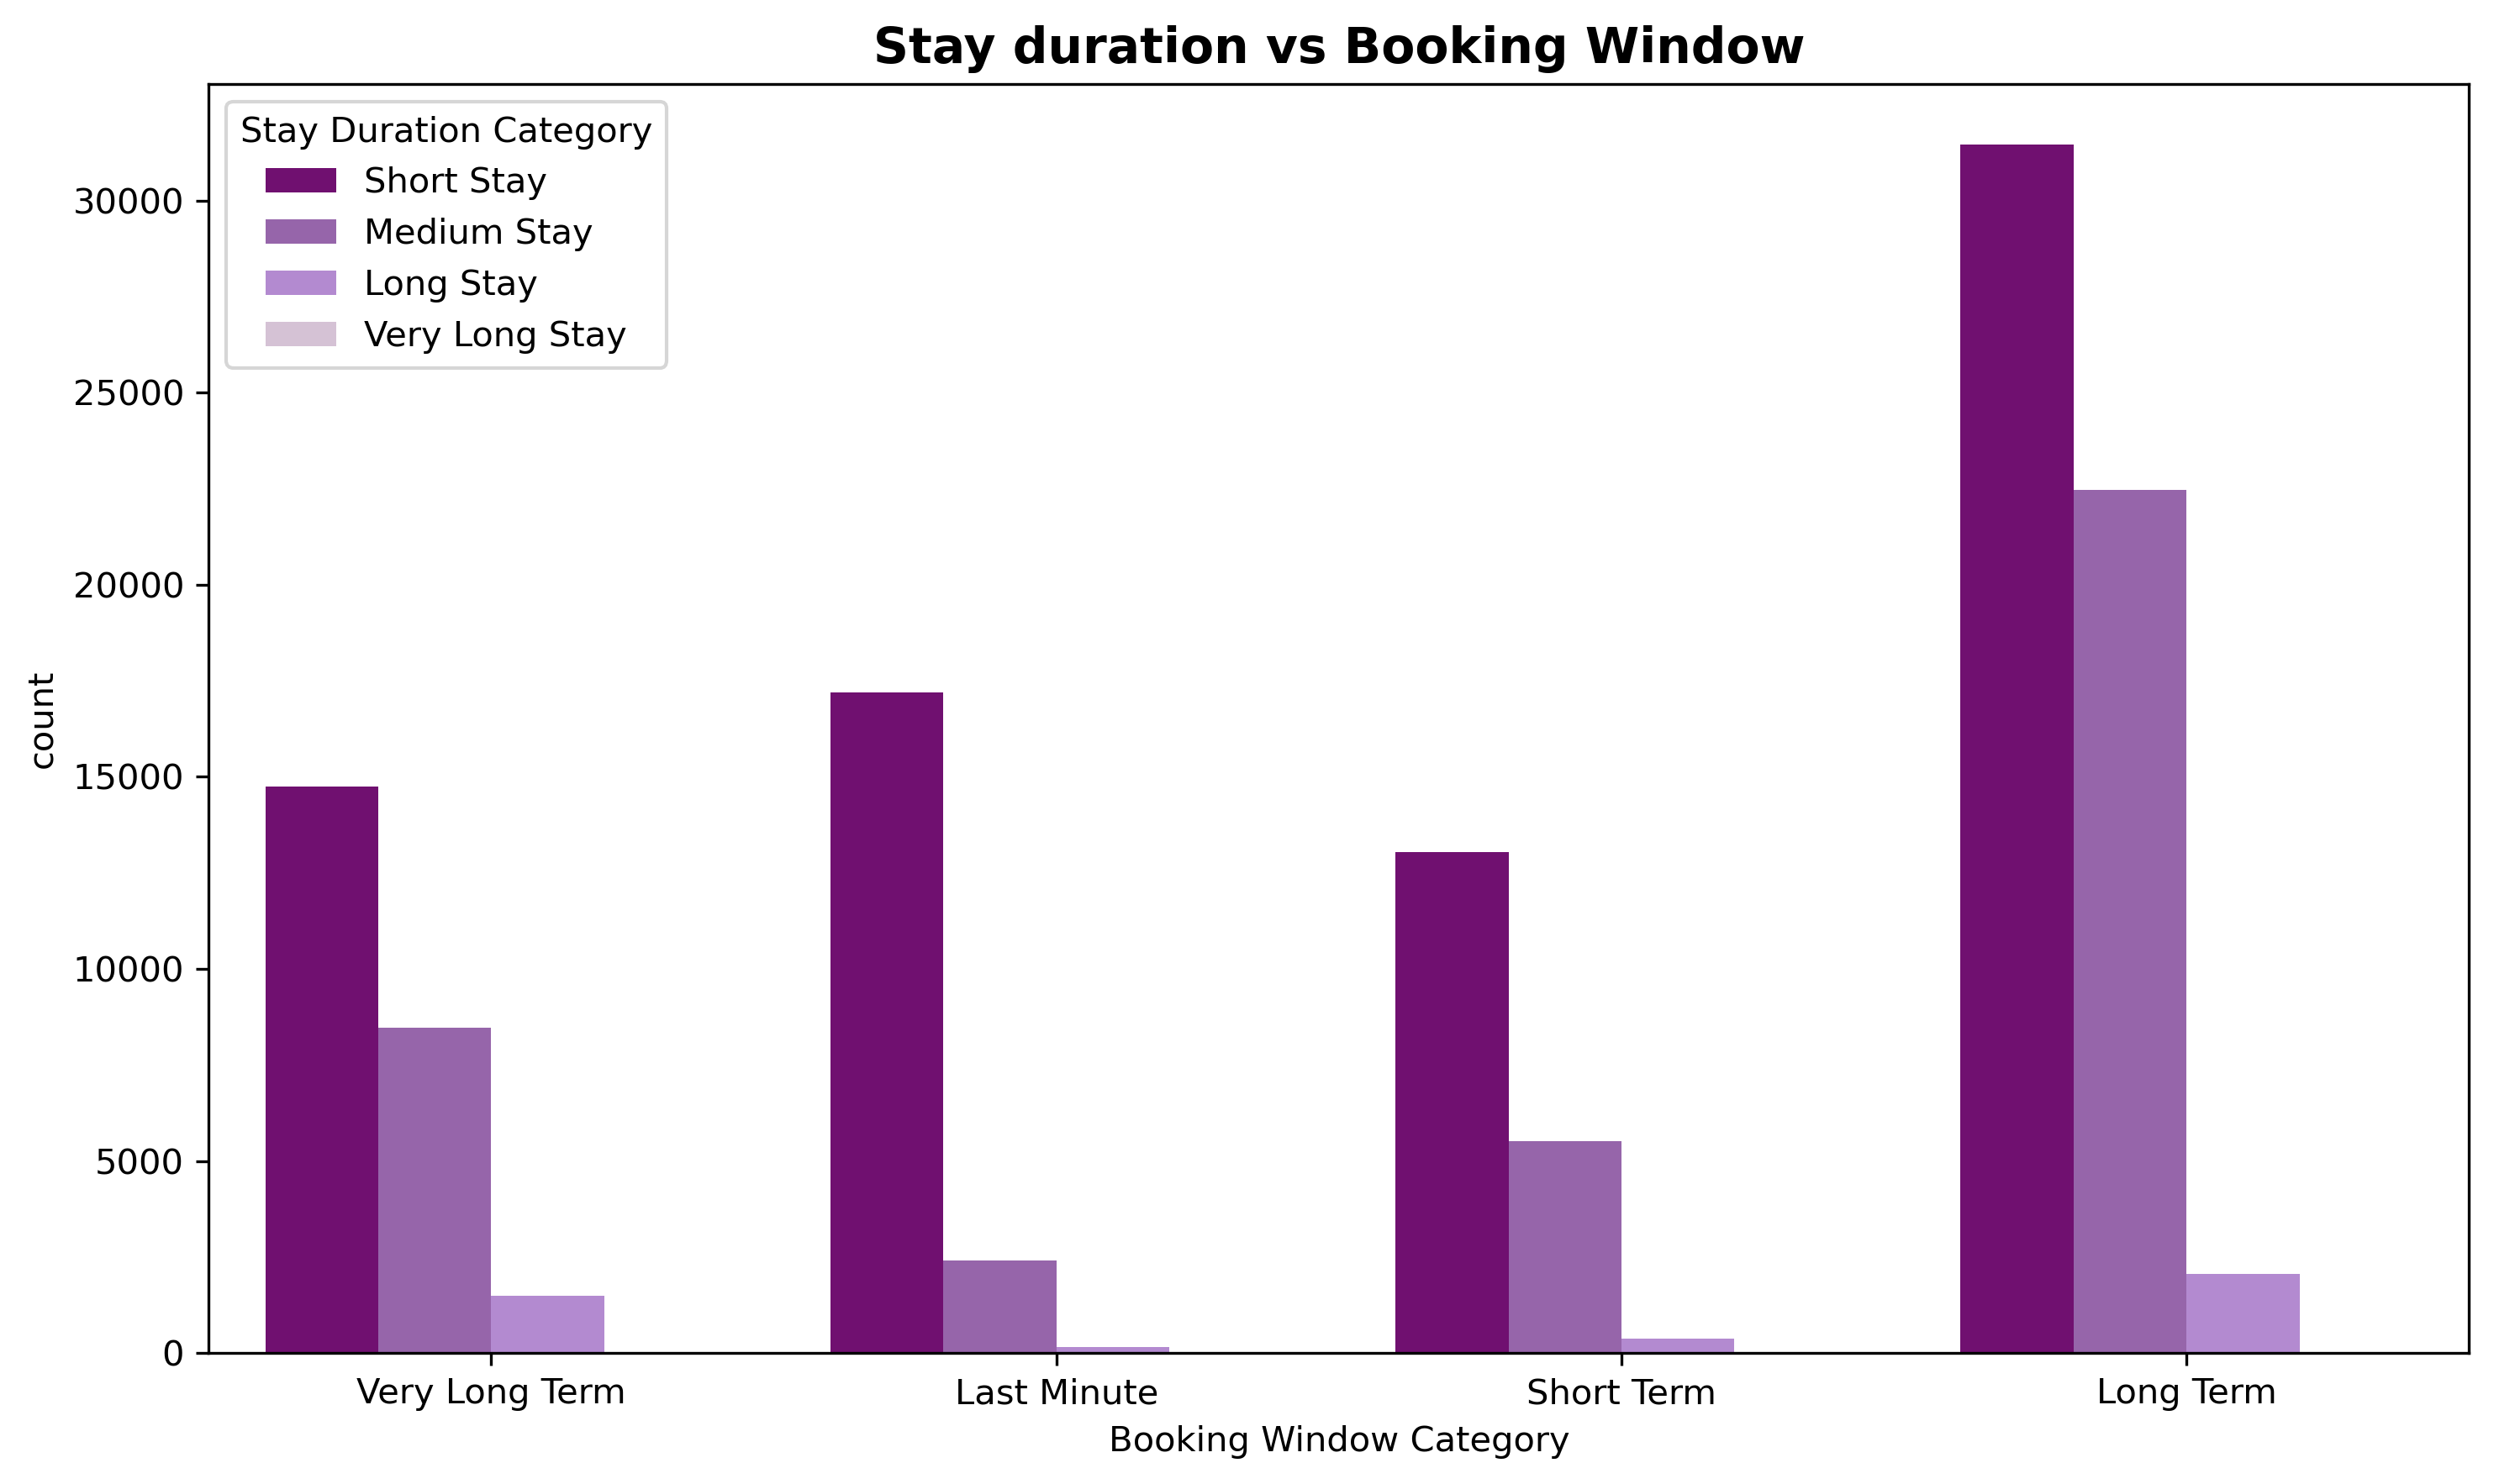 Stay duration vs Booking Window
Stay Duration Category
Short Stay
Medium Stay
Long Stay
Very Long Stay
30000
25000
20000
15000
10000
5000
0
count
Very Long Term
Last Minute
Short Term
Long Term
Booking Window Category